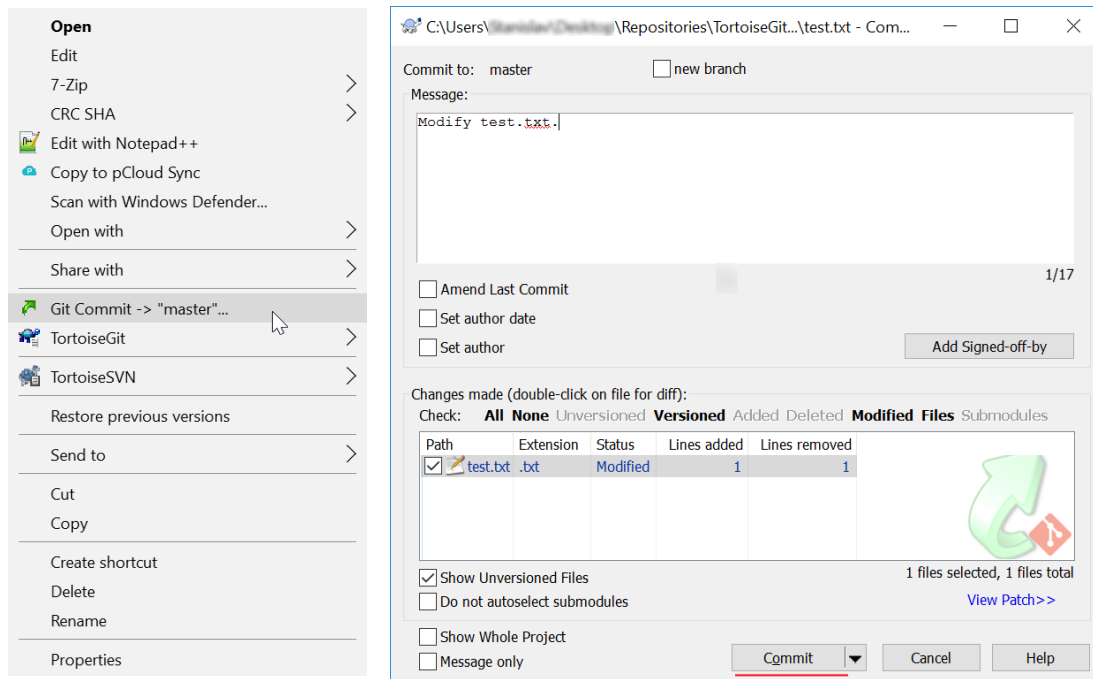 Open
Edit
7-Zip
CRC SHA
Edit with Notepad++
Copy to pCloud Sync
Scan with Windows Defender...
Open with
Share with
Git Commit -> "master"...
TortoiseGit
TortoiseSVN
Restore previous versions
Send to
Cut
Copy
Create shortcut
Delete
Rename
Properties
C:\Users\ \Repositories\TortoiseGit...\test.txt - Com...
Commit to: master new branch
Message:
Modify test.txt.
1/17
Amend Last Commit
Set author date
Set author Add Signed-off-by
Changes made (double-click on file for diff):
Check: All None Unversioned Versioned Added Deleted Modified Files Submodules
Path Extension Status Lines added Lines removed
test.txt .txt Modified 1 1
Show Unversioned Files 1 files selected, 1 files total
Do not autoselect submodules View Patch>>
Show Whole Project
Message only Commit Cancel Help